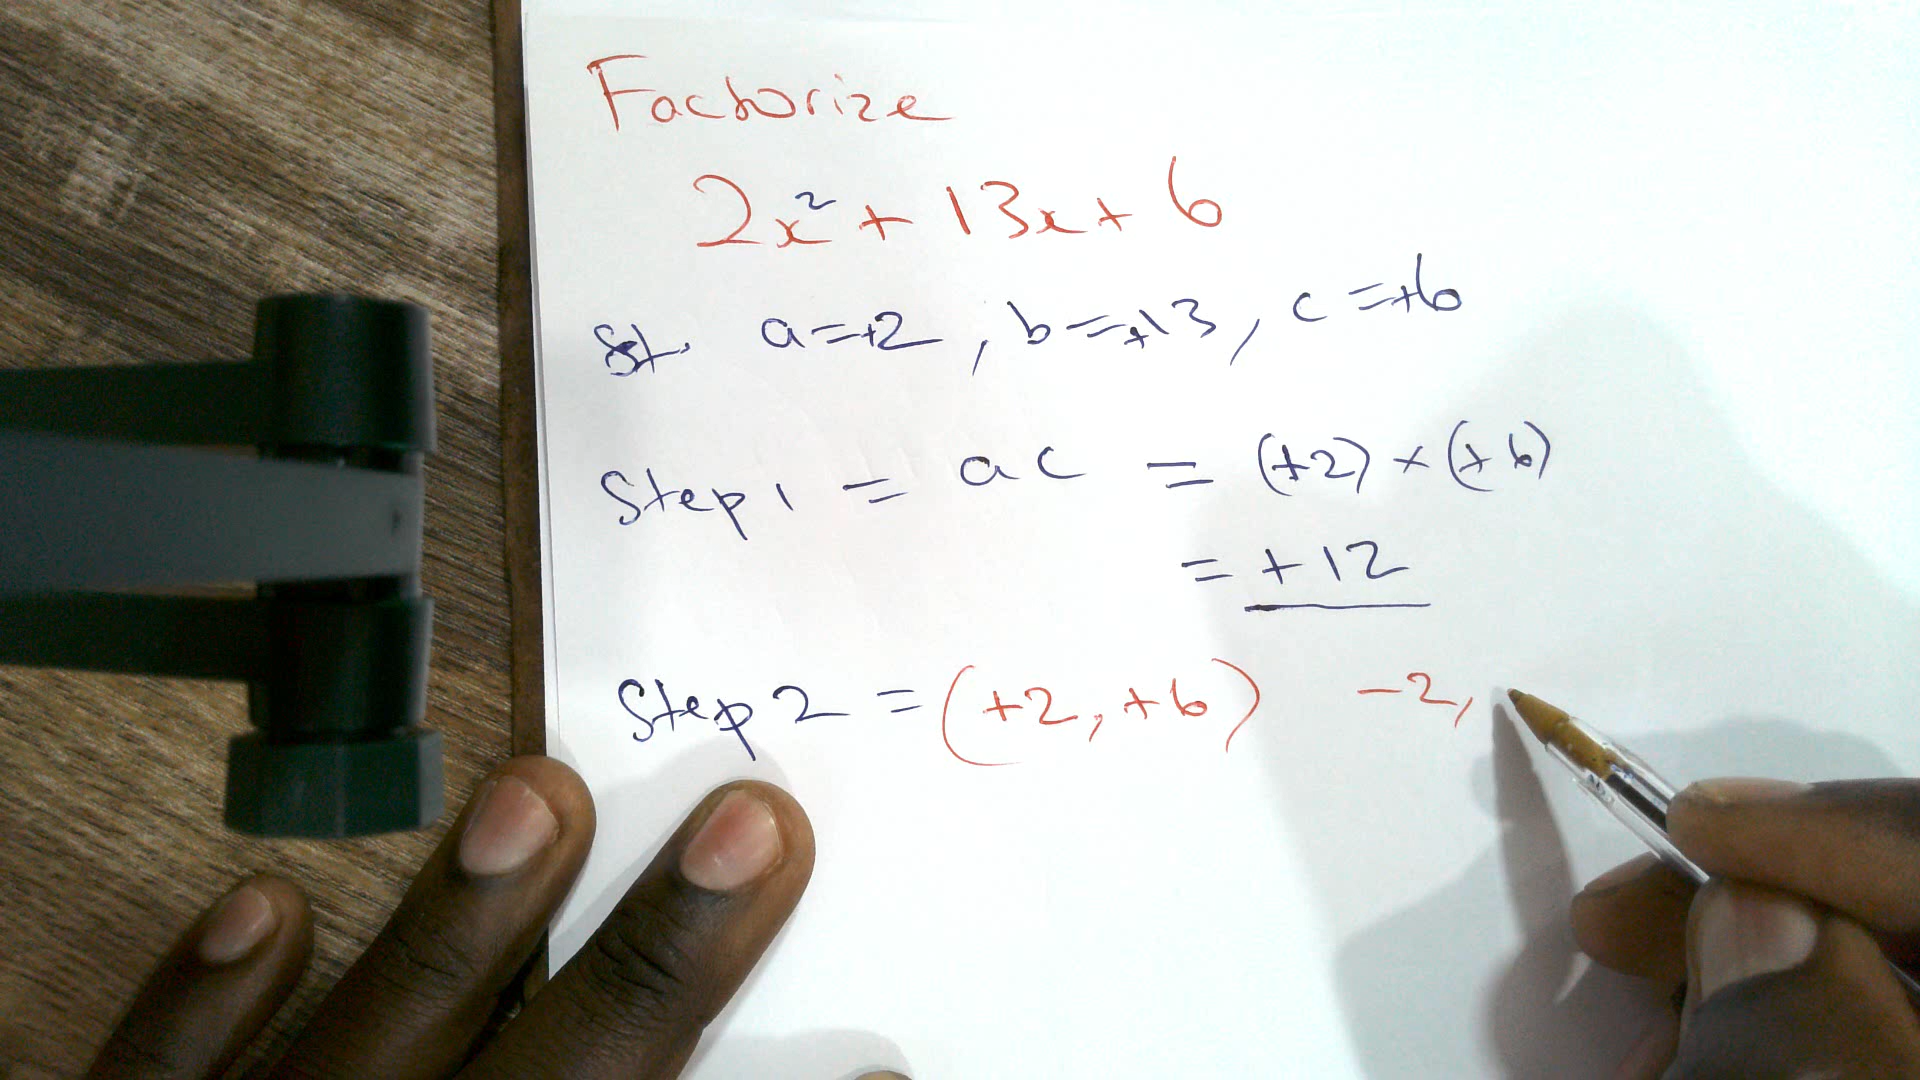 Factorize
2x² + 13x + 6
St. a=+2, b=+13, c=+6
Step 1 = ac = (+2) × (+6)
= +12
Step 2 = (+2, +6) -2,